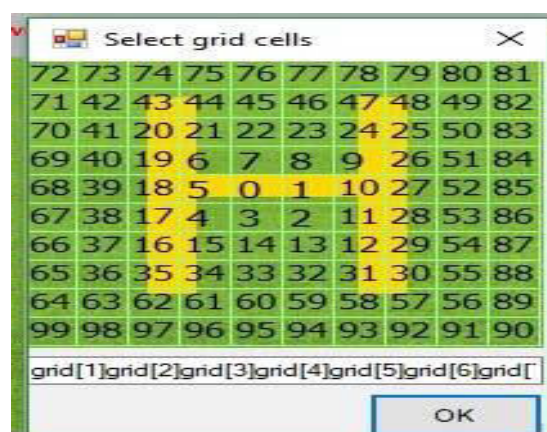 Select grid cells
72 73 74 75 76 77 78 79 80 81
71 42 43 44 45 46 47 48 49 82
70 41 20 21 22 23 24 25 50 83
69 40 19 6 7 8 9 26 51 84
68 39 18 5 0 1 10 27 52 85
67 38 17 4 3 2 11 28 53 86
66 37 16 15 14 13 12 29 54 87
65 36 35 34 33 32 31 30 55 88
64 63 62 61 60 59 58 57 56 89
99 98 97 96 95 94 93 92 91 90
grid[1]grid[2]grid[3]grid[4]grid[5]grid[6]grid[
OK